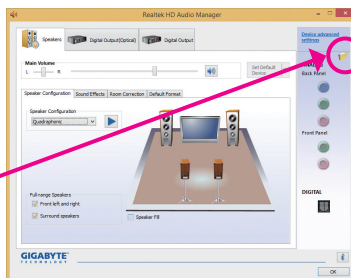 Realtek HD Audio Manager
Speakers
Digital Output(Optical)
Digital Output
Device advanced settings
Main Volume
L
R
Set Default Device
Speaker Configuration
Sound Effects
Room Correction
Default Format
Speaker Configuration
Quadraphonic
Full-range Speakers
Front left and right
Surround speakers
Speaker Fill
Back Panel
Front Panel
DIGITAL
GIGABYTE
TECHNOLOGY
OK